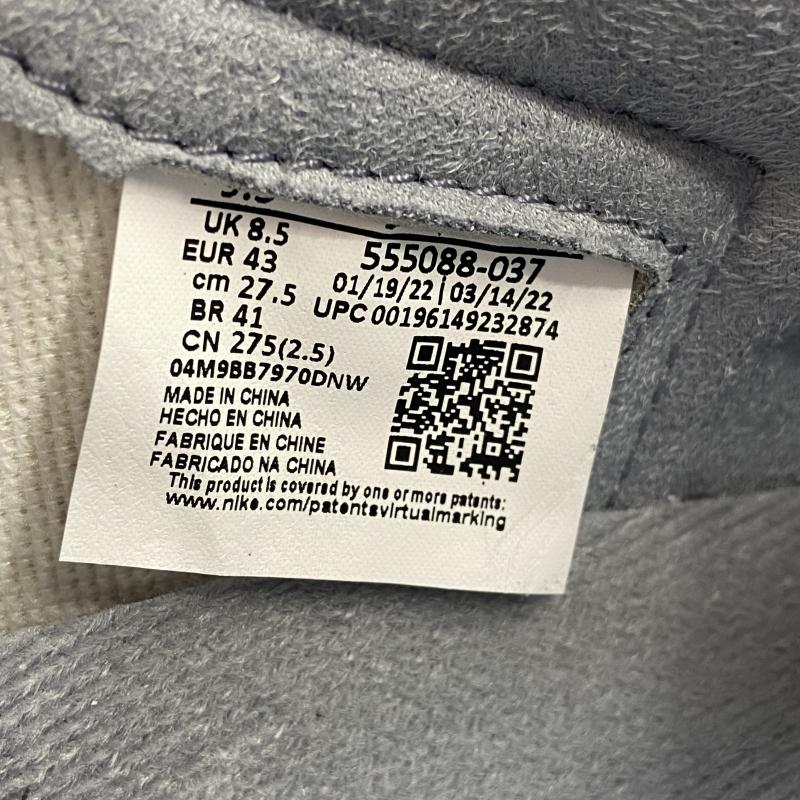 UK 8.5
EUR 43
cm 27.5
BR 41
CN 275(2.5)
04M9BB7970DNW
555088-037
01/19/22|03/14/22
UPC 00196149232874
MADE IN CHINA
HECHO EN CHINA
FABRIQUE EN CHINE
FABRICADO NA CHINA
This product is covered by one or more patents:
www.nike.com/patentsvirtualmarking